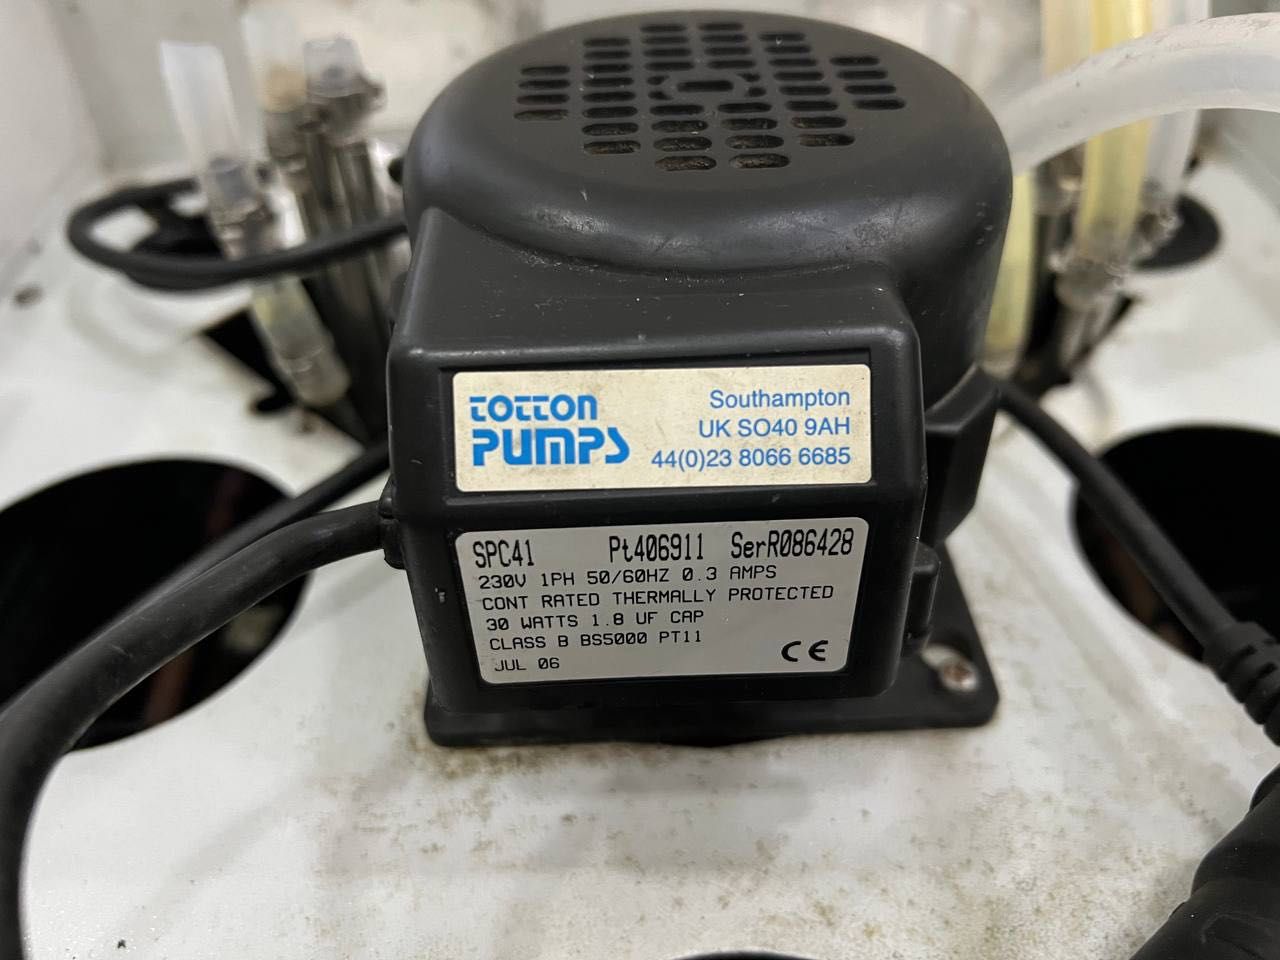 totton
PUMPS
Southampton
UK SO40 9AH
44(0)23 8066 6685
SPC41 Pt406911 SerR086428
230V 1PH 50/60HZ 0.3 AMPS
CONT RATED THERMALLY PROTECTED
30 WATTS 1.8 UF CAP
CLASS B BS5000 PT11
JUL 06 CE